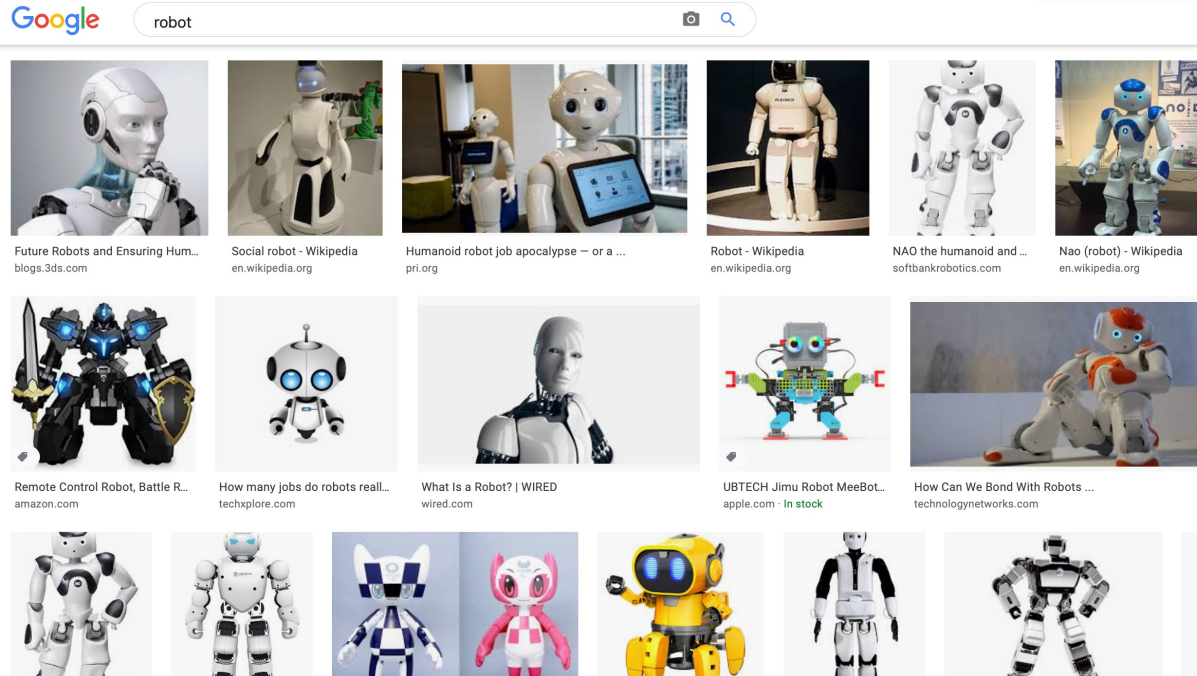 Google
robot
Future Robots and Ensuring Hum...
blogs.3ds.com
Social robot - Wikipedia
en.wikipedia.org
Humanoid robot job apocalypse — or a ...
pri.org
ASIMO
HONDA
Robot - Wikipedia
en.wikipedia.org
NAO the humanoid and ...
softbankrobotics.com
Nao (robot) - Wikipedia
en.wikipedia.org
Remote Control Robot, Battle R...
amazon.com
How many jobs do robots reall...
techxplore.com
What Is a Robot? | WIRED
wired.com
UBTECH Jimu Robot MeeBot...
apple.com · In stock
How Can We Bond With Robots ...
technologynetworks.com